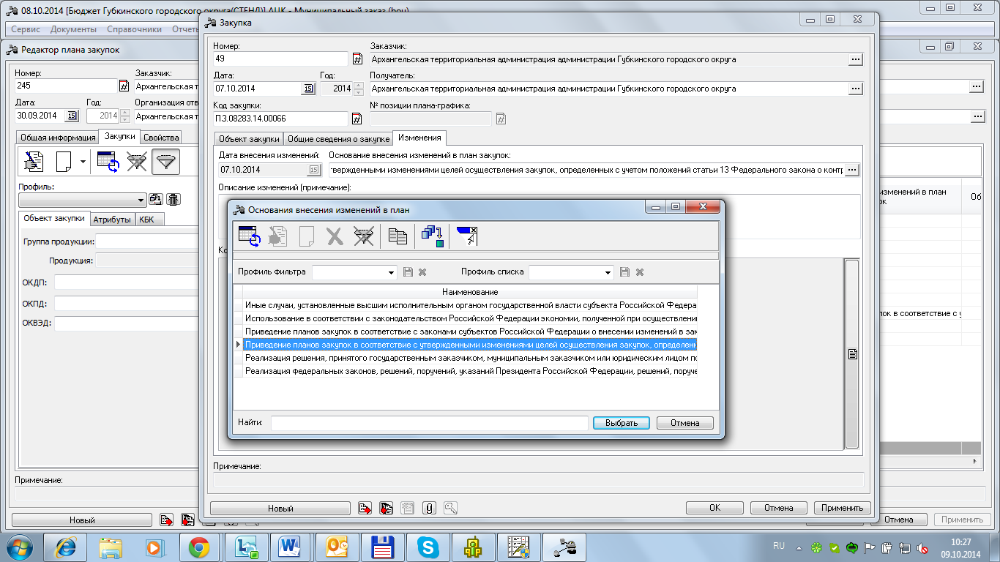 08.10.2014 [Бюджет Губкинского городского округа(СТЕНД)] АЦК - Муниципальный заказ (bou)
Сервис Документы Справочники Отчеты
Редактор плана закупок
Номер: Заказчик:
245 Архангельская т
Дата: Год: Организация отв
30.09.2014 15 2014 Архангельская т
Общая информация Закупки Свойства
Профиль:
Объект закупки Атрибуты КБК
Группа продукции:
Продукция:
ОКДП:
ОКПД:
ОКВЭД:
Примечание:
Новый
Закупка
Номер: Заказчик:
49 Архангельская территориальная администрация администрации Губкинского городского округа
Дата: Год: Получатель:
07.10.2014 15 2014 Архангельская территориальная администрация администрации Губкинского городского округа
Код закупки: № позиции плана-графика:
ПЗ.08283.14.00066
Объект закупки Общие сведения о закупке Изменения
Дата внесения изменений: Основание внесения изменений в план закупок:
07.10.2014 15 твержденными изменениями целей осуществления закупок, определенных с учетом положений статьи 13 Федерального закона о контр
Описание изменений (примечание):
Ко
Основания внесения изменений в план
Профиль фильтра Профиль списка
Наименование
Иные случаи, установленные высшим исполнительным органом государственной власти субъекта Российской Федера
Использование в соответствии с законодательством Российской Федерации экономии, полученной при осуществлени
Приведение планов закупок в соответствие с законами субъектов Российской Федерации о внесении изменений в зак
Приведение планов закупок в соответствие с утвержденными изменениями целей осуществления закупок, определенн
Реализация решения, принятого государственным заказчиком, муниципальным заказчиком или юридическим лицом по
Реализация федеральных законов, решений, поручений, указаний Президента Российской Федерации, решений, поруче
Найти: Выбрать Отмена
Примечание:
Новый OK Отмена Применить
изменений в план
ок
Об
ок в соответствие с у
Отмена Применить
RU 10:27
09.10.2014